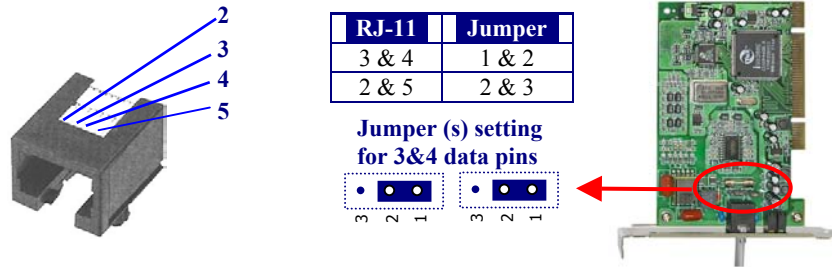 2
3
4
5
RJ-11 Jumper
3 & 4 1 & 2
2 & 5 2 & 3
Jumper (s) setting
for 3&4 data pins
3 2 1
3 2 1